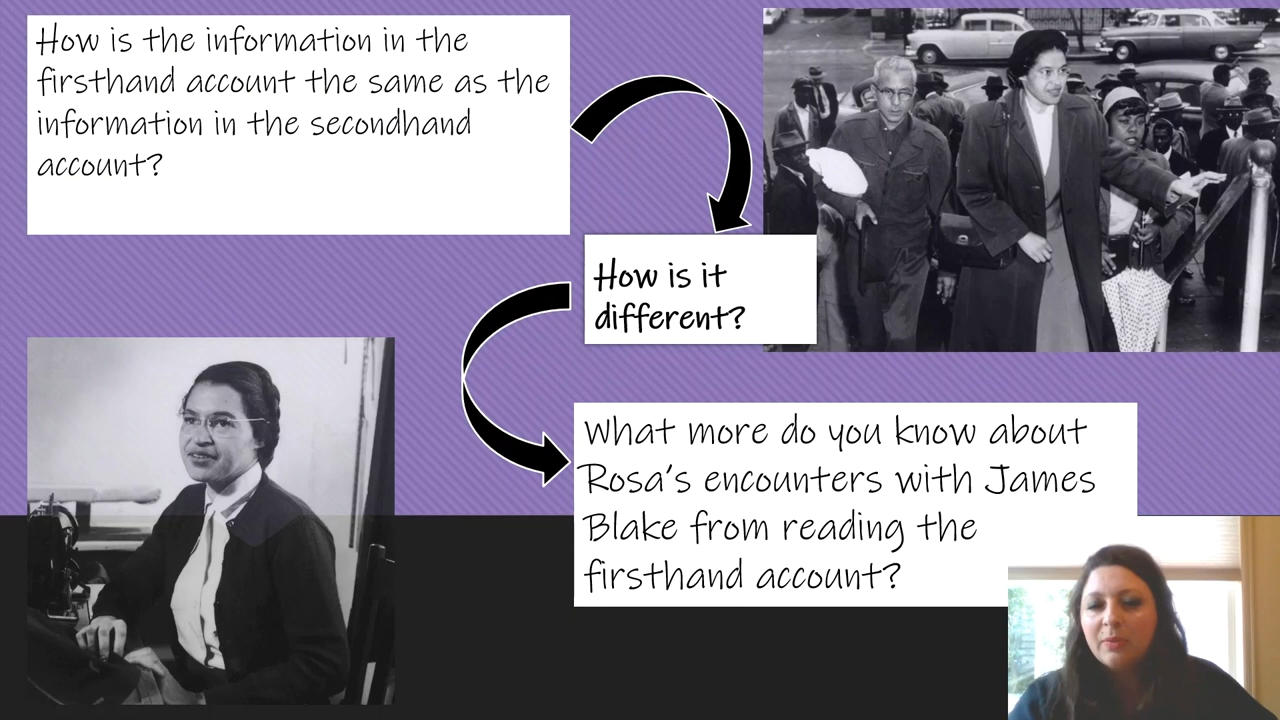 How is the information in the
firsthand account the same as the
information in the secondhand
account?
How is it
different?
What more do you know about
Rosa's encounters with James
Blake from reading the
firsthand account?